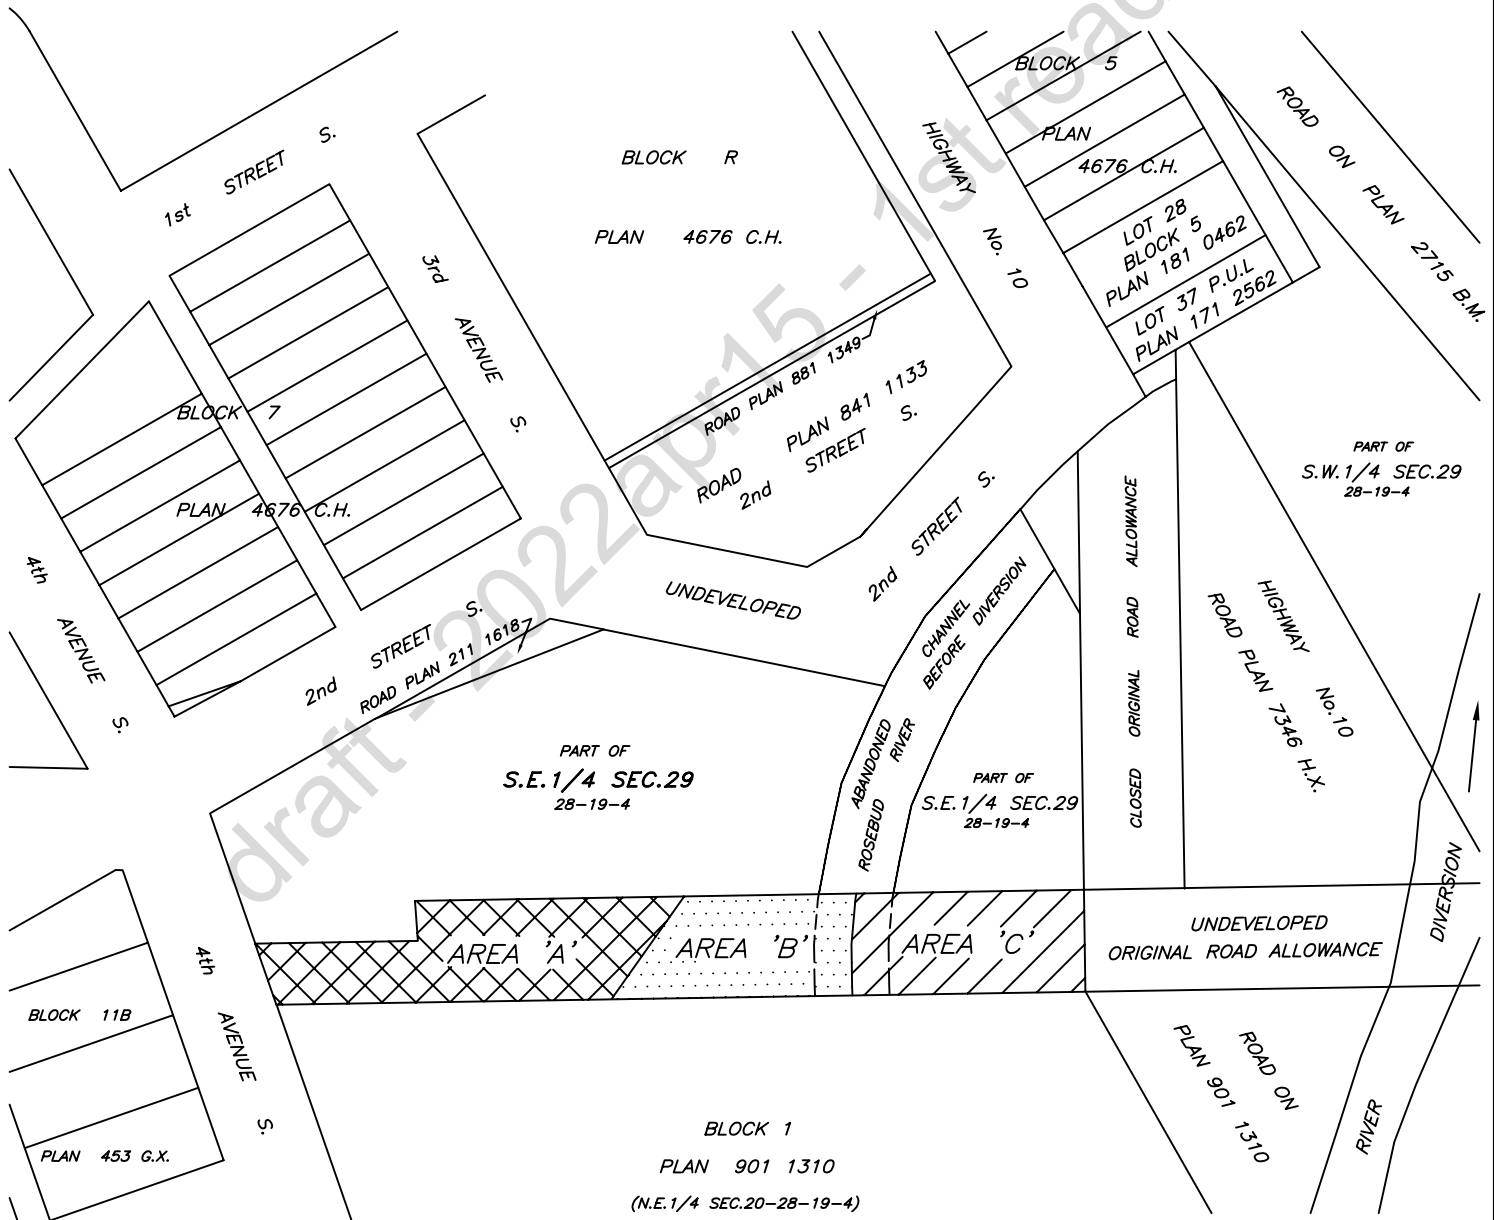 draft - 2022apr15 - 1st read
BLOCK 5
PLAN
4676 C.H.
LOT 28
BLOCK 5
PLAN 181 0462
LOT 37 P.U.L
PLAN 171 2562
ROAD ON PLAN 2715 B.M.
HIGHWAY No. 10
BLOCK R
PLAN 4676 C.H.
1st STREET S.
3rd AVENUE S.
ROAD PLAN 881 1349
ROAD PLAN 841 1133
2nd STREET S.
BLOCK 7
PLAN 4676 C.H.
4th AVENUE S.
2nd STREET S.
ROAD PLAN 211 1618
UNDEVELOPED
2nd STREET S.
PART OF
S.W.1/4 SEC.29
28-19-4
ABANDONED CHANNEL
ROSEBUD RIVER BEFORE DIVERSION
CLOSED ORIGINAL ROAD ALLOWANCE
HIGHWAY No.10
ROAD PLAN 7346 H.X.
PART OF
S.E.1/4 SEC.29
28-19-4
PART OF
S.E.1/4 SEC.29
28-19-4
AREA 'A'
AREA 'B'
AREA 'C'
UNDEVELOPED
ORIGINAL ROAD ALLOWANCE
RIVER DIVERSION
4th AVENUE S.
BLOCK 11B
PLAN 453 G.X.
ROAD ON
PLAN 901 1310
BLOCK 1
PLAN 901 1310
(N.E.1/4 SEC.20-28-19-4)